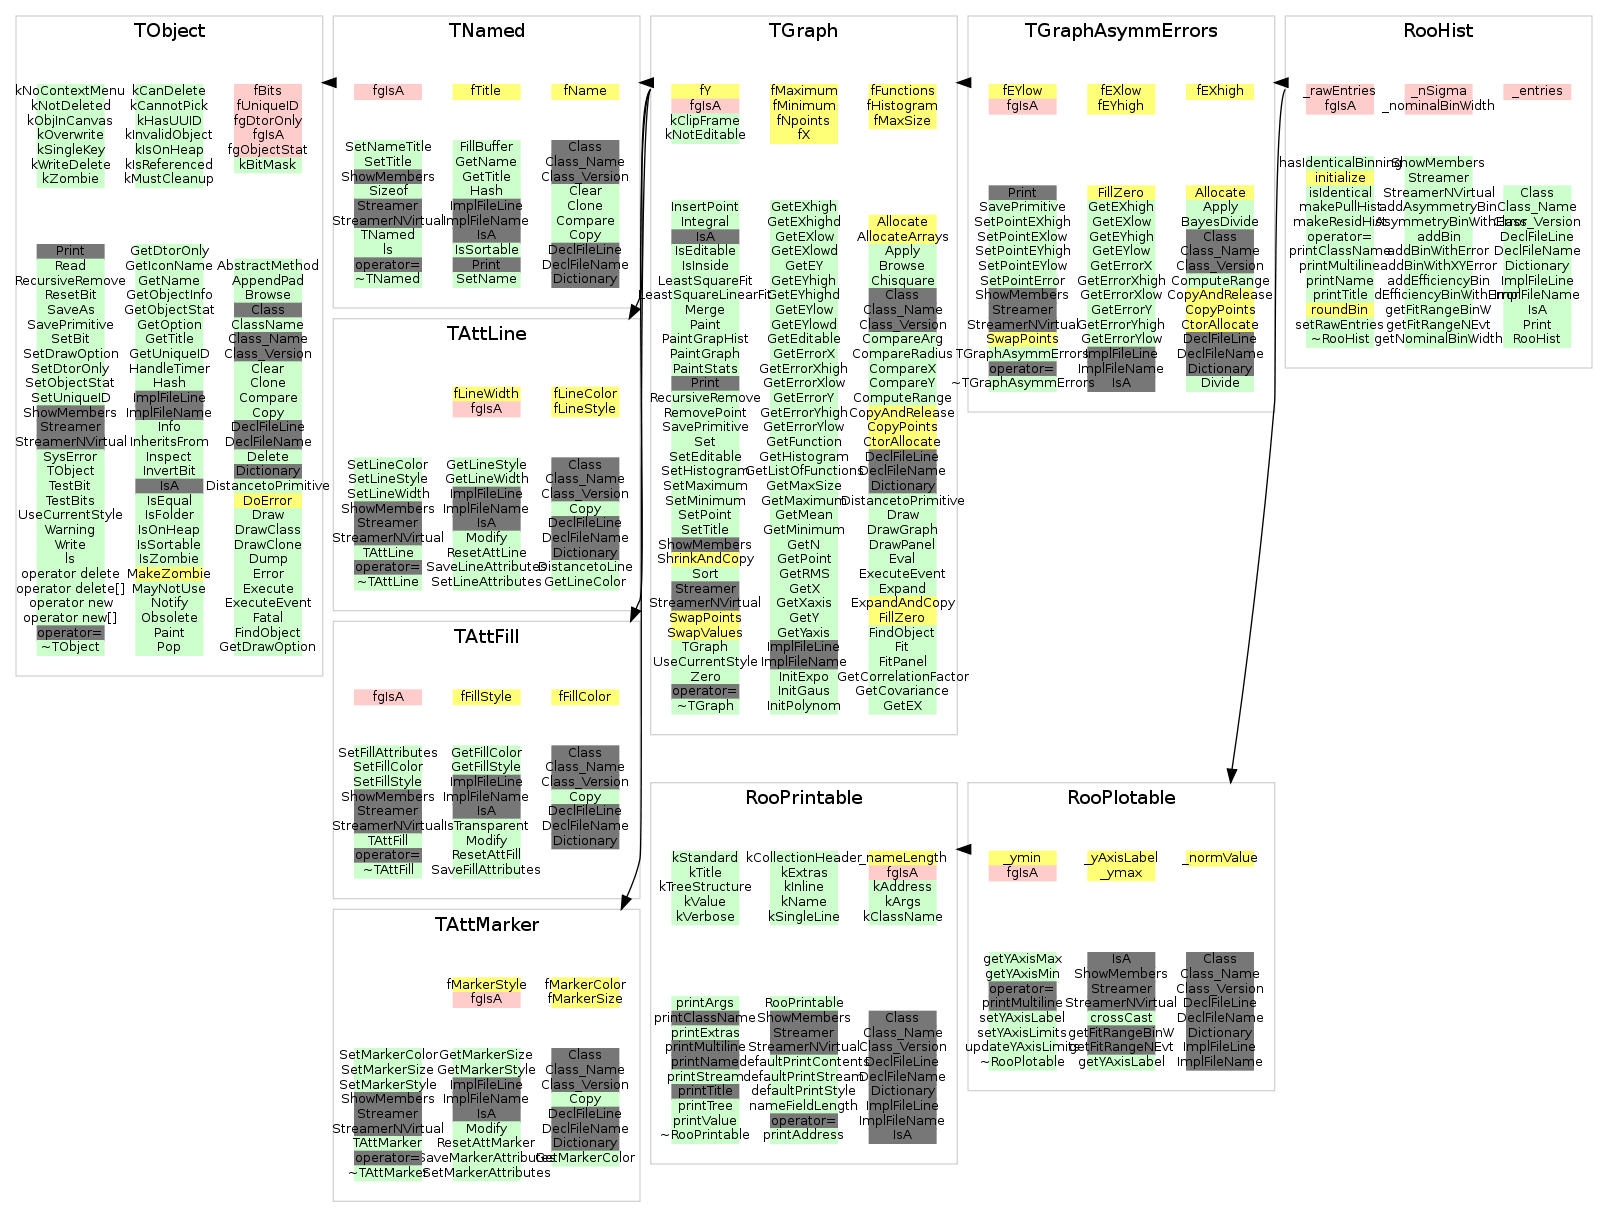 TObject
kNoContextMenu
kNotDeleted
kObjInCanvas
kOverwrite
kSingleKey
kWriteDelete
kZombie
kCanDelete
kCannotPick
kHasUUID
kInvalidObject
kIsOnHeap
kIsReferenced
kMustCleanup
fBits
fUniqueID
fgDtorOnly
fgIsA
fgObjectStat
kBitMask
Print
Read
RecursiveRemove
ResetBit
SaveAs
SavePrimitive
SetBit
SetDrawOption
SetDtorOnly
SetObjectStat
SetUniqueID
ShowMembers
Streamer
StreamerNVirtual
SysError
TObject
TestBit
TestBits
UseCurrentStyle
Warning
Write
ls
operator delete
operator delete[]
operator new
operator new[]
operator=
~TObject
GetDtorOnly
GetIconName
GetName
GetObjectInfo
GetObjectStat
GetOption
GetTitle
GetUniqueID
HandleTimer
Hash
ImplFileLine
ImplFileName
Info
InheritsFrom
Inspect
InvertBit
IsA
IsEqual
IsFolder
IsOnHeap
IsSortable
IsZombie
MakeZombie
MayNotUse
Notify
Obsolete
Paint
Pop
AbstractMethod
AppendPad
Browse
Class
ClassName
Class_Name
Class_Version
Clear
Clone
Compare
Copy
DeclFileLine
DeclFileName
Delete
Dictionary
DistancetoPrimitive
DoError
Draw
DrawClass
DrawClone
Dump
Error
Execute
ExecuteEvent
Fatal
FindObject
GetDrawOption
TNamed
fgIsA
fTitle
fName
SetNameTitle
SetTitle
ShowMembers
Sizeof
Streamer
StreamerNVirtual
TNamed
ls
operator=
~TNamed
FillBuffer
GetName
GetTitle
Hash
ImplFileLine
ImplFileName
IsA
IsSortable
Print
SetName
Class
Class_Name
Class_Version
Clear
Clone
Compare
Copy
DeclFileLine
DeclFileName
Dictionary
TAttLine
fLineWidth
fgIsA
fLineColor
fLineStyle
SetLineColor
SetLineStyle
SetLineWidth
ShowMembers
Streamer
StreamerNVirtual
TAttLine
operator=
~TAttLine
GetLineStyle
GetLineWidth
ImplFileLine
ImplFileName
IsA
Modify
ResetAttLine
SaveLineAttributes
SetLineAttributes
Class
Class_Name
Class_Version
Copy
DeclFileLine
DeclFileName
Dictionary
DistancetoLine
GetLineColor
TAttFill
fgIsA
fFillStyle
fFillColor
SetFillAttributes
SetFillColor
SetFillStyle
ShowMembers
Streamer
StreamerNVirtual
TAttFill
operator=
~TAttFill
GetFillColor
GetFillStyle
ImplFileLine
ImplFileName
IsA
IsTransparent
Modify
ResetAttFill
SaveFillAttributes
Class
Class_Name
Class_Version
Copy
DeclFileLine
DeclFileName
Dictionary
TAttMarker
fMarkerStyle
fgIsA
fMarkerColor
fMarkerSize
SetMarkerColor
SetMarkerSize
SetMarkerStyle
ShowMembers
Streamer
StreamerNVirtual
TAttMarker
operator=
~TAttMarker
GetMarkerSize
GetMarkerStyle
ImplFileLine
ImplFileName
IsA
Modify
ResetAttMarker
SaveMarkerAttributes
SetMarkerAttributes
Class
Class_Name
Class_Version
Copy
DeclFileLine
DeclFileName
Dictionary
GetMarkerColor
TGraph
fY
fgIsA
kClipFrame
kNotEditable
fMaximum
fMinimum
fNpoints
fX
fFunctions
fHistogram
fMaxSize
InsertPoint
Integral
IsA
IsEditable
IsInside
LeastSquareFit
LeastSquareLinearFit
Merge
Paint
PaintGraphHist
PaintGraph
PaintStats
Print
RecursiveRemove
RemovePoint
SavePrimitive
Set
SetEditable
SetHistogram
SetMaximum
SetMinimum
SetPoint
SetTitle
ShowMembers
ShrinkAndCopy
Sort
Streamer
StreamerNVirtual
SwapPoints
SwapValues
TGraph
UseCurrentStyle
Zero
operator=
~TGraph
GetEXhigh
GetEXhighd
GetEXlow
GetEXlowd
GetEY
GetEYhigh
GetEYhighd
GetEYlow
GetEYlowd
GetEditable
GetErrorX
GetErrorXhigh
GetErrorXlow
GetErrorY
GetErrorYhigh
GetErrorYlow
GetFunction
GetHistogram
GetListOfFunctions
GetMaxSize
GetMaximum
GetMean
GetMinimum
GetN
GetPoint
GetRMS
GetX
GetXaxis
GetY
GetYaxis
ImplFileLine
ImplFileName
InitExpo
InitGaus
InitPolynom
Allocate
AllocateArrays
Apply
Browse
Chisquare
Class
Class_Name
Class_Version
CompareArg
CompareRadius
CompareX
CompareY
ComputeRange
CopyAndRelease
CopyPoints
CtorAllocate
DeclFileLine
DeclFileName
Dictionary
DistancetoPrimitive
Draw
DrawGraph
DrawPanel
Eval
ExecuteEvent
Expand
ExpandAndCopy
FillZero
FindObject
Fit
FitPanel
GetCorrelationFactor
GetCovariance
GetEX
RooPrintable
kStandard
kTitle
kTreeStructure
kValue
kVerbose
kCollectionHeader
kExtras
kInline
kName
kSingleLine
_nameLength
fgIsA
kAddress
kArgs
kClassName
printArgs
printClassName
printExtras
printMultiline
printName
printStream
printTitle
printTree
printValue
~RooPrintable
RooPrintable
ShowMembers
Streamer
StreamerNVirtual
defaultPrintContents
defaultPrintStream
defaultPrintStyle
nameFieldLength
operator=
printAddress
Class
Class_Name
Class_Version
DeclFileLine
DeclFileName
Dictionary
ImplFileLine
ImplFileName
IsA
TGraphAsymmErrors
fEYlow
fgIsA
fEXlow
fEYhigh
fEXhigh
Print
SavePrimitive
SetPointEXhigh
SetPointEXlow
SetPointEYhigh
SetPointEYlow
SetPointError
ShowMembers
Streamer
StreamerNVirtual
SwapPoints
TGraphAsymmErrors
operator=
~TGraphAsymmErrors
FillZero
GetEXhigh
GetEXlow
GetEYhigh
GetEYlow
GetErrorX
GetErrorXhigh
GetErrorXlow
GetErrorY
GetErrorYhigh
GetErrorYlow
ImplFileLine
ImplFileName
IsA
Allocate
Apply
BayesDivide
Class
Class_Name
Class_Version
ComputeRange
CopyAndRelease
CopyPoints
CtorAllocate
DeclFileLine
DeclFileName
Dictionary
Divide
RooPlotable
_ymin
fgIsA
_yAxisLabel
_ymax
_normValue
getYAxisMax
getYAxisMin
operator=
printMultiline
setYAxisLabel
setYAxisLimits
updateYAxisLimits
~RooPlotable
IsA
ShowMembers
Streamer
StreamerNVirtual
crossCast
getFitRangeBinW
getFitRangeNEvt
getYAxisLabel
Class
Class_Name
Class_Version
DeclFileLine
DeclFileName
Dictionary
ImplFileLine
ImplFileName
RooHist
_rawEntries
fgIsA
_nSigma
_nominalBinWidth
_entries
hasIdenticalBinning
initialize
isIdentical
makePullHist
makeResidHist
operator=
printClassName
printMultiline
printName
printTitle
roundBin
setRawEntries
~RooHist
ShowMembers
Streamer
StreamerNVirtual
addAsymmetryBin
addBin
addBinWithError
addBinWithXYError
addEfficiencyBin
getFitRangeBinW
getFitRangeNEvt
getNominalBinWidth
Class
Class_Name
Class_Version
DeclFileLine
DeclFileName
Dictionary
ImplFileLine
ImplFileName
IsA
Print
RooHist